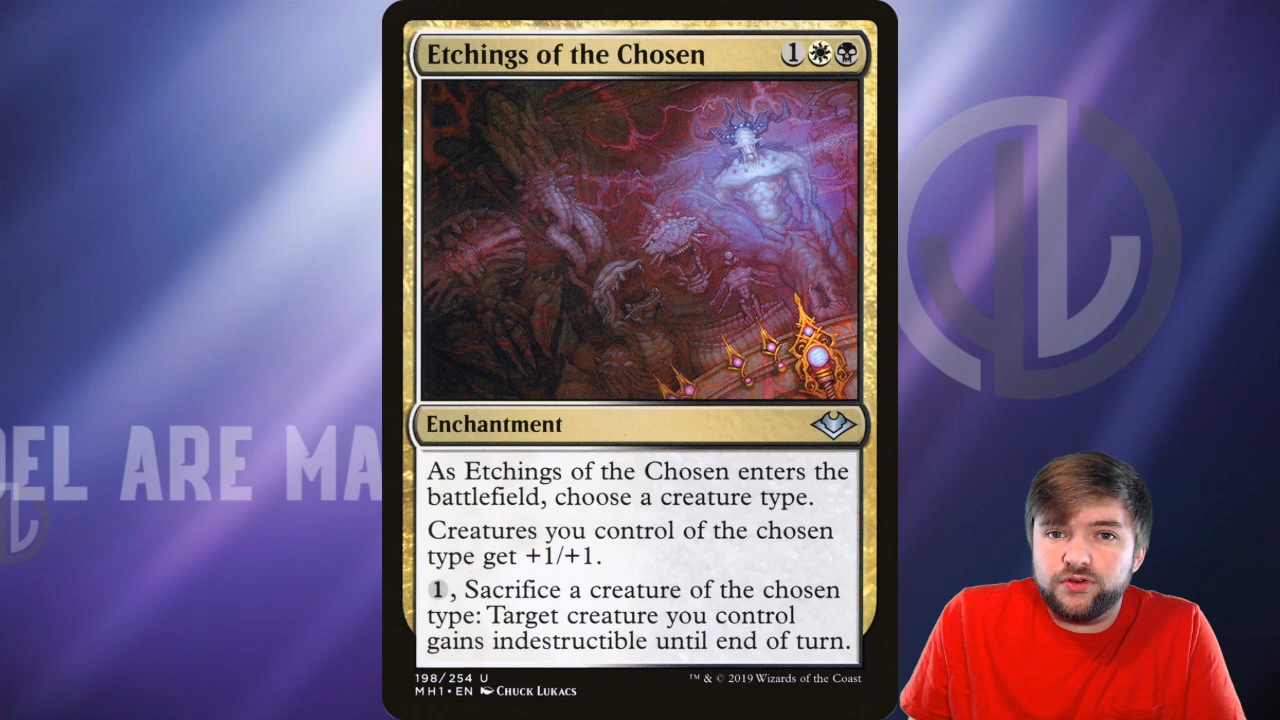 Etchings of the Chosen 1
DEL ARE MA
Enchantment
As Etchings of the Chosen enters the
battlefield, choose a creature type.
Creatures you control of the chosen
type get +1/+1.
1, Sacrifice a creature of the chosen
type: Target creature you control
gains indestructible until end of turn.
198/254 U
MH1•EN Chuck Lukacs
™ & © 2019 Wizards of the Coast